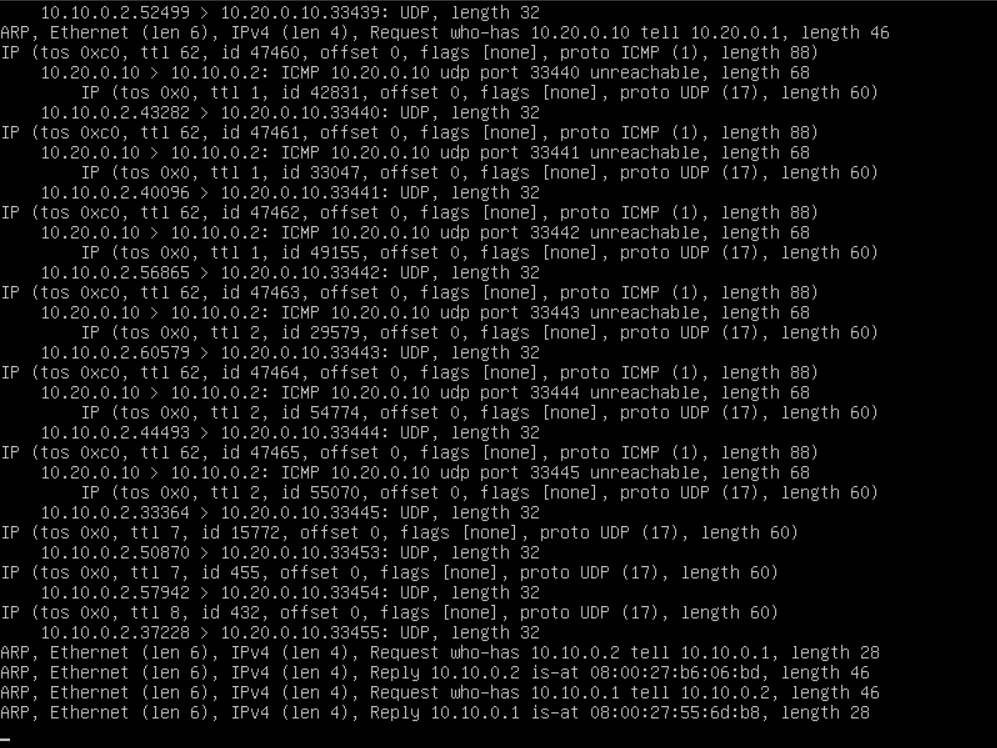 10.10.0.2.52499 > 10.20.0.10.33439: UDP, length 32
ARP, Ethernet (len 6), IPv4 (len 4), Request who-has 10.20.0.10 tell 10.20.0.1, length 46
IP (tos 0xc0, ttl 62, id 47460, offset 0, flags [none], proto ICMP (1), length 88)
10.20.0.10 > 10.10.0.2: ICMP 10.20.0.10 udp port 33440 unreachable, length 68
IP (tos 0x0, ttl 1, id 42831, offset 0, flags [none], proto UDP (17), length 60)
10.10.0.2.43282 > 10.20.0.10.33440: UDP, length 32
IP (tos 0xc0, ttl 62, id 47461, offset 0, flags [none], proto ICMP (1), length 88)
10.20.0.10 > 10.10.0.2: ICMP 10.20.0.10 udp port 33441 unreachable, length 68
IP (tos 0x0, ttl 1, id 33047, offset 0, flags [none], proto UDP (17), length 60)
10.10.0.2.40096 > 10.20.0.10.33441: UDP, length 32
IP (tos 0xc0, ttl 62, id 47462, offset 0, flags [none], proto ICMP (1), length 88)
10.20.0.10 > 10.10.0.2: ICMP 10.20.0.10 udp port 33442 unreachable, length 68
IP (tos 0x0, ttl 1, id 49155, offset 0, flags [none], proto UDP (17), length 60)
10.10.0.2.56865 > 10.20.0.10.33442: UDP, length 32
IP (tos 0xc0, ttl 62, id 47463, offset 0, flags [none], proto ICMP (1), length 88)
10.20.0.10 > 10.10.0.2: ICMP 10.20.0.10 udp port 33443 unreachable, length 68
IP (tos 0x0, ttl 2, id 29579, offset 0, flags [none], proto UDP (17), length 60)
10.10.0.2.60579 > 10.20.0.10.33443: UDP, length 32
IP (tos 0xc0, ttl 62, id 47464, offset 0, flags [none], proto ICMP (1), length 88)
10.20.0.10 > 10.10.0.2: ICMP 10.20.0.10 udp port 33444 unreachable, length 68
IP (tos 0x0, ttl 2, id 54774, offset 0, flags [none], proto UDP (17), length 60)
10.10.0.2.44493 > 10.20.0.10.33444: UDP, length 32
IP (tos 0xc0, ttl 62, id 47465, offset 0, flags [none], proto ICMP (1), length 88)
10.20.0.10 > 10.10.0.2: ICMP 10.20.0.10 udp port 33445 unreachable, length 68
IP (tos 0x0, ttl 2, id 55070, offset 0, flags [none], proto UDP (17), length 60)
10.10.0.2.33364 > 10.20.0.10.33445: UDP, length 32
IP (tos 0x0, ttl 7, id 15772, offset 0, flags [none], proto UDP (17), length 60)
10.10.0.2.50870 > 10.20.0.10.33453: UDP, length 32
IP (tos 0x0, ttl 7, id 455, offset 0, flags [none], proto UDP (17), length 60)
10.10.0.2.57942 > 10.20.0.10.33454: UDP, length 32
IP (tos 0x0, ttl 8, id 432, offset 0, flags [none], proto UDP (17), length 60)
10.10.0.2.37228 > 10.20.0.10.33455: UDP, length 32
ARP, Ethernet (len 6), IPv4 (len 4), Request who-has 10.10.0.2 tell 10.10.0.1, length 28
ARP, Ethernet (len 6), IPv4 (len 4), Reply 10.10.0.2 is-at 08:00:27:b6:06:bd, length 46
ARP, Ethernet (len 6), IPv4 (len 4), Request who-has 10.10.0.1 tell 10.10.0.2, length 46
ARP, Ethernet (len 6), IPv4 (len 4), Reply 10.10.0.1 is-at 08:00:27:55:6d:b8, length 28